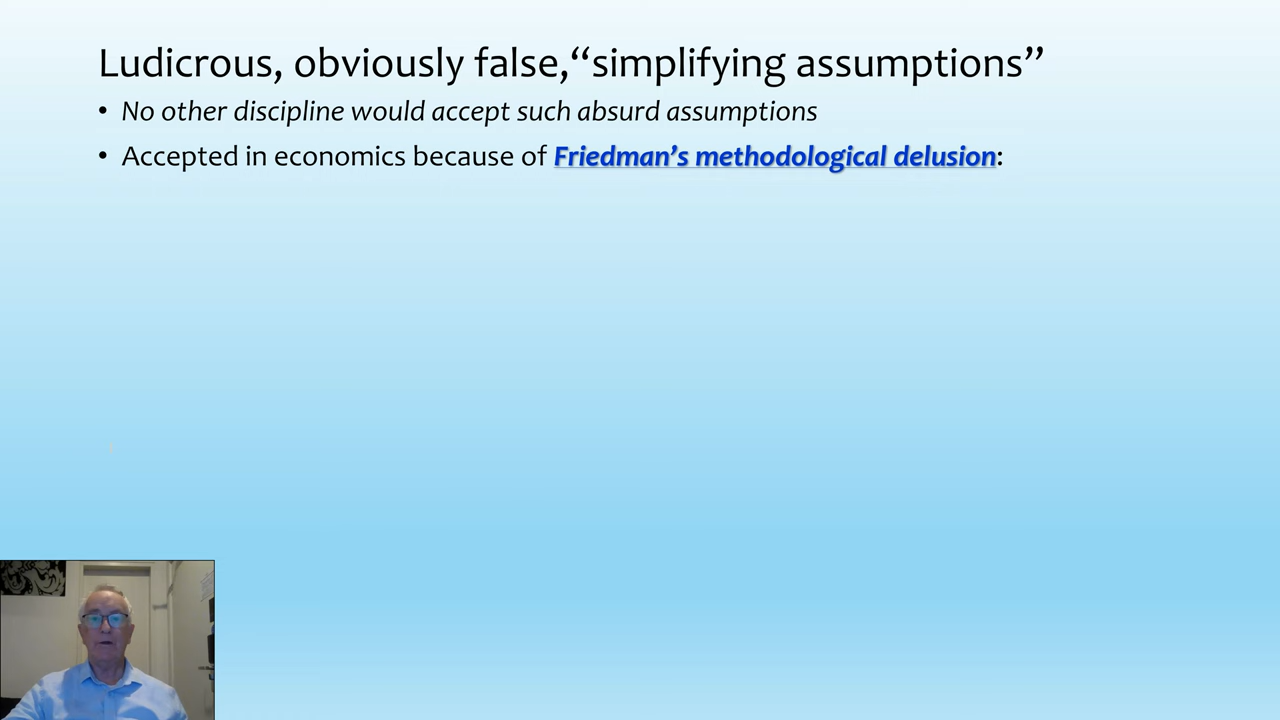 Ludicrous, obviously false,“simplifying assumptions”
• No other discipline would accept such absurd assumptions
• Accepted in economics because of Friedman’s methodological delusion: